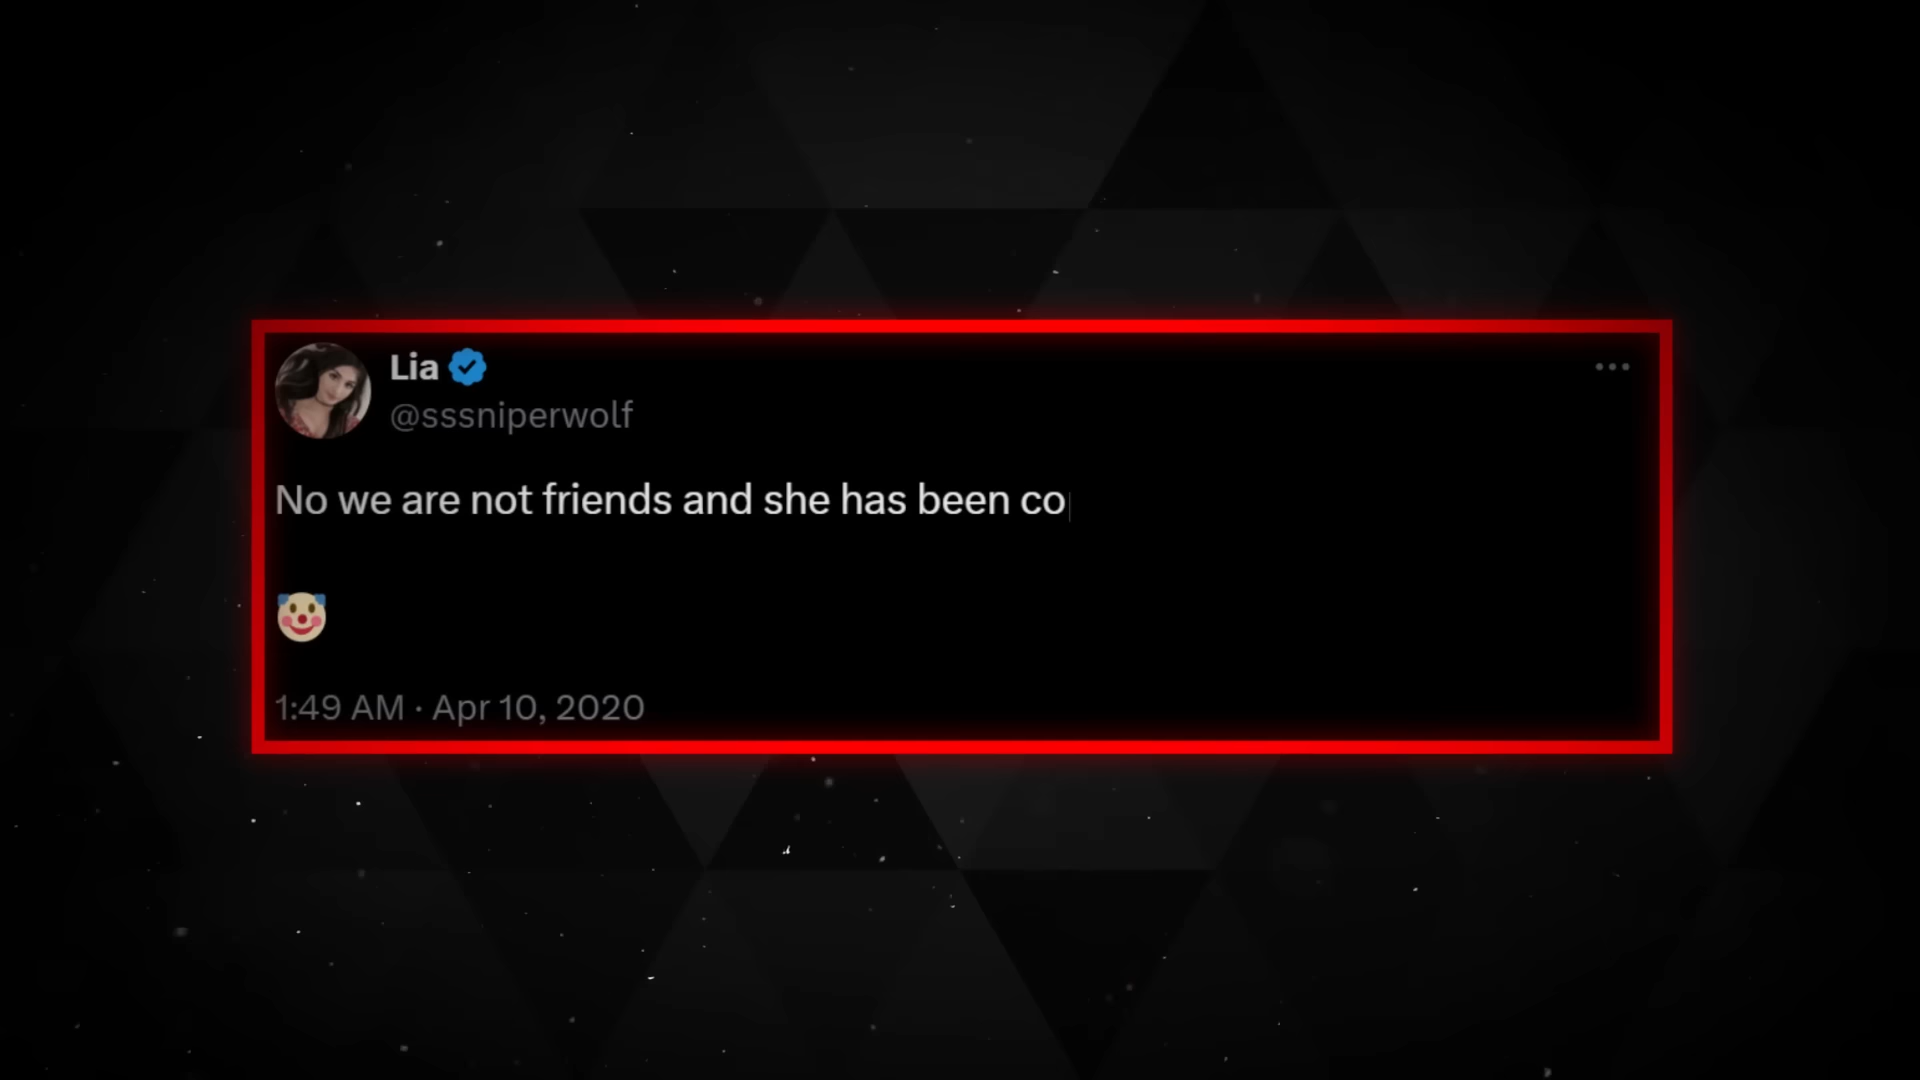 Lia
@sssniperwolf
No we are not friends and she has been co
🤡
1:49 AM · Apr 10, 2020